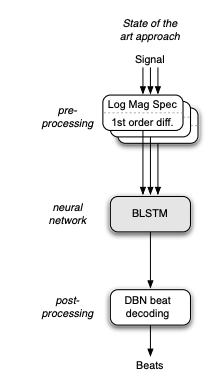 State of the
art approach
Signal
pre-
processing
Log Mag Spec
1st order diff.
neural
network
BLSTM
post-
processing
DBN beat
decoding
Beats